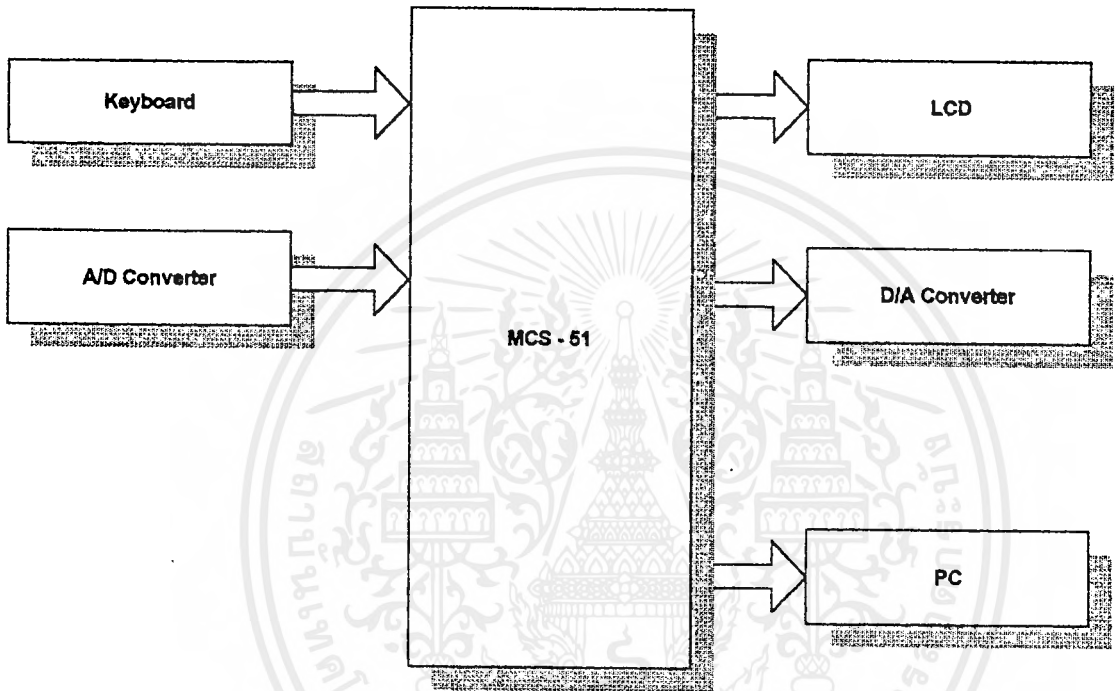 Keyboard
A/D Converter
MCS - 51
LCD
D/A Converter
PC